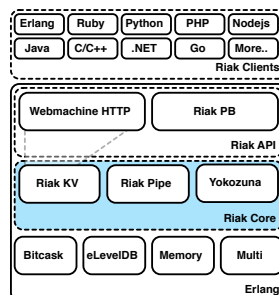 Erlang Ruby Python PHP Nodejs
Java C/C++ .NET Go More..
Riak Clients
Webmachine HTTP Riak PB
Riak API
Riak KV Riak Pipe Yokozuna
Riak Core
Bitcask eLevelDB Memory Multi
Erlang